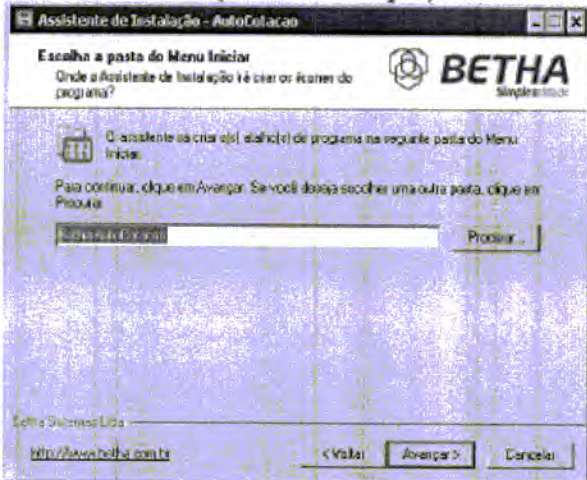 Assistente de Instalação - AutoCotacao
Escolha a pasta do Menu Iniciar
Onde o Assistente de Instalação irá criar os ícones do
programa?
BETHA
O assistente irá criar o(s) atalho(s) do programa na seguinte pasta do Menu
Iniciar.
Para continuar, clique em Avançar. Se você deseja escolher uma outra pasta, clique em
Procurar.
Procurar...
Betha Sistemas Ltda
http://www.betha.com.br
< Voltar
Avançar >
Cancelar